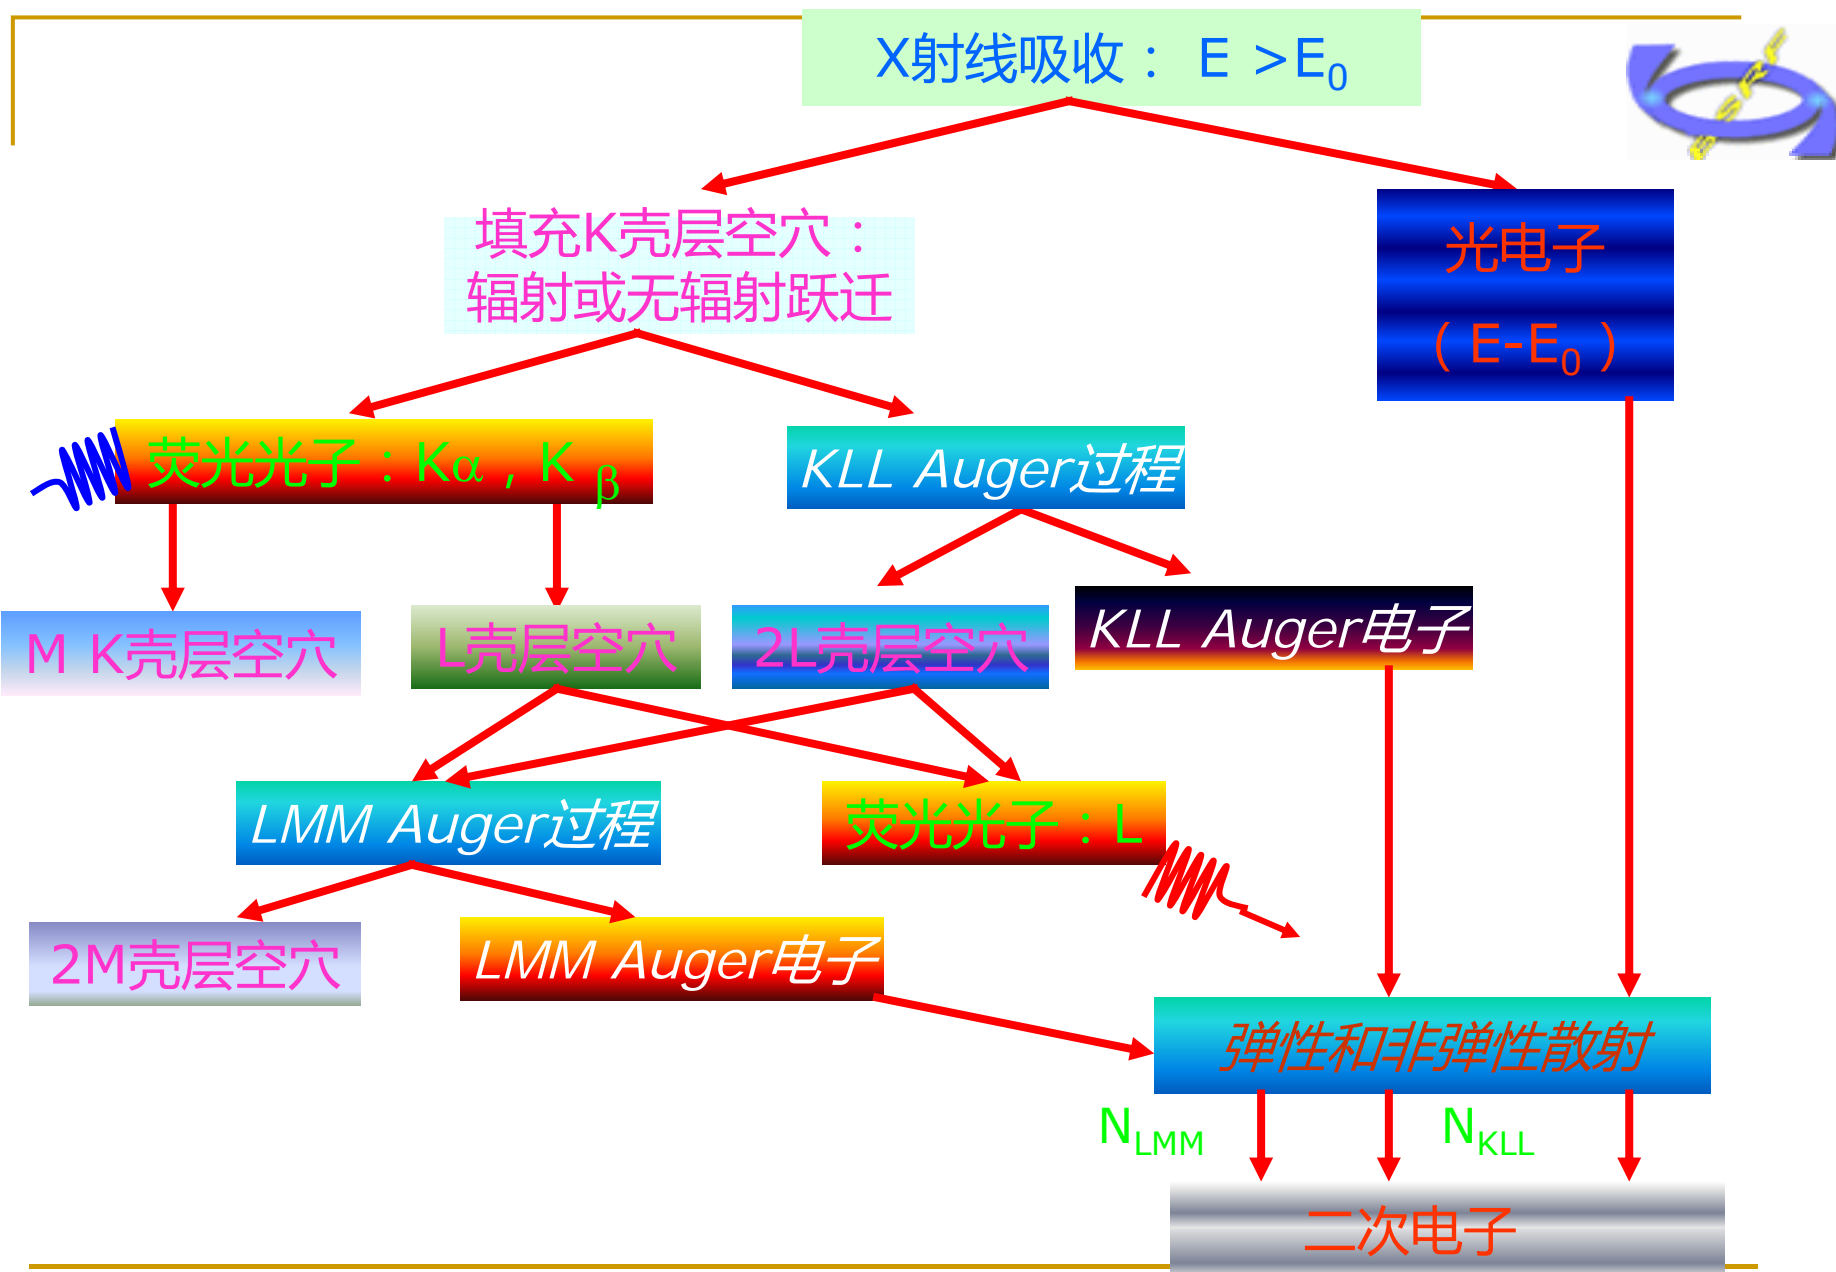 X射线吸收： E >E₀
填充K壳层空穴：
辐射或无辐射跃迁
光电子
( E-E₀ )
荧光光子：Kα , K β
KLL Auger过程
M K壳层空穴
L壳层空穴
2L壳层空穴
KLL Auger电子
LMM Auger过程
荧光光子：L
2M壳层空穴
LMM Auger电子
弹性和非弹性散射
N_LMM
N_KLL
二次电子